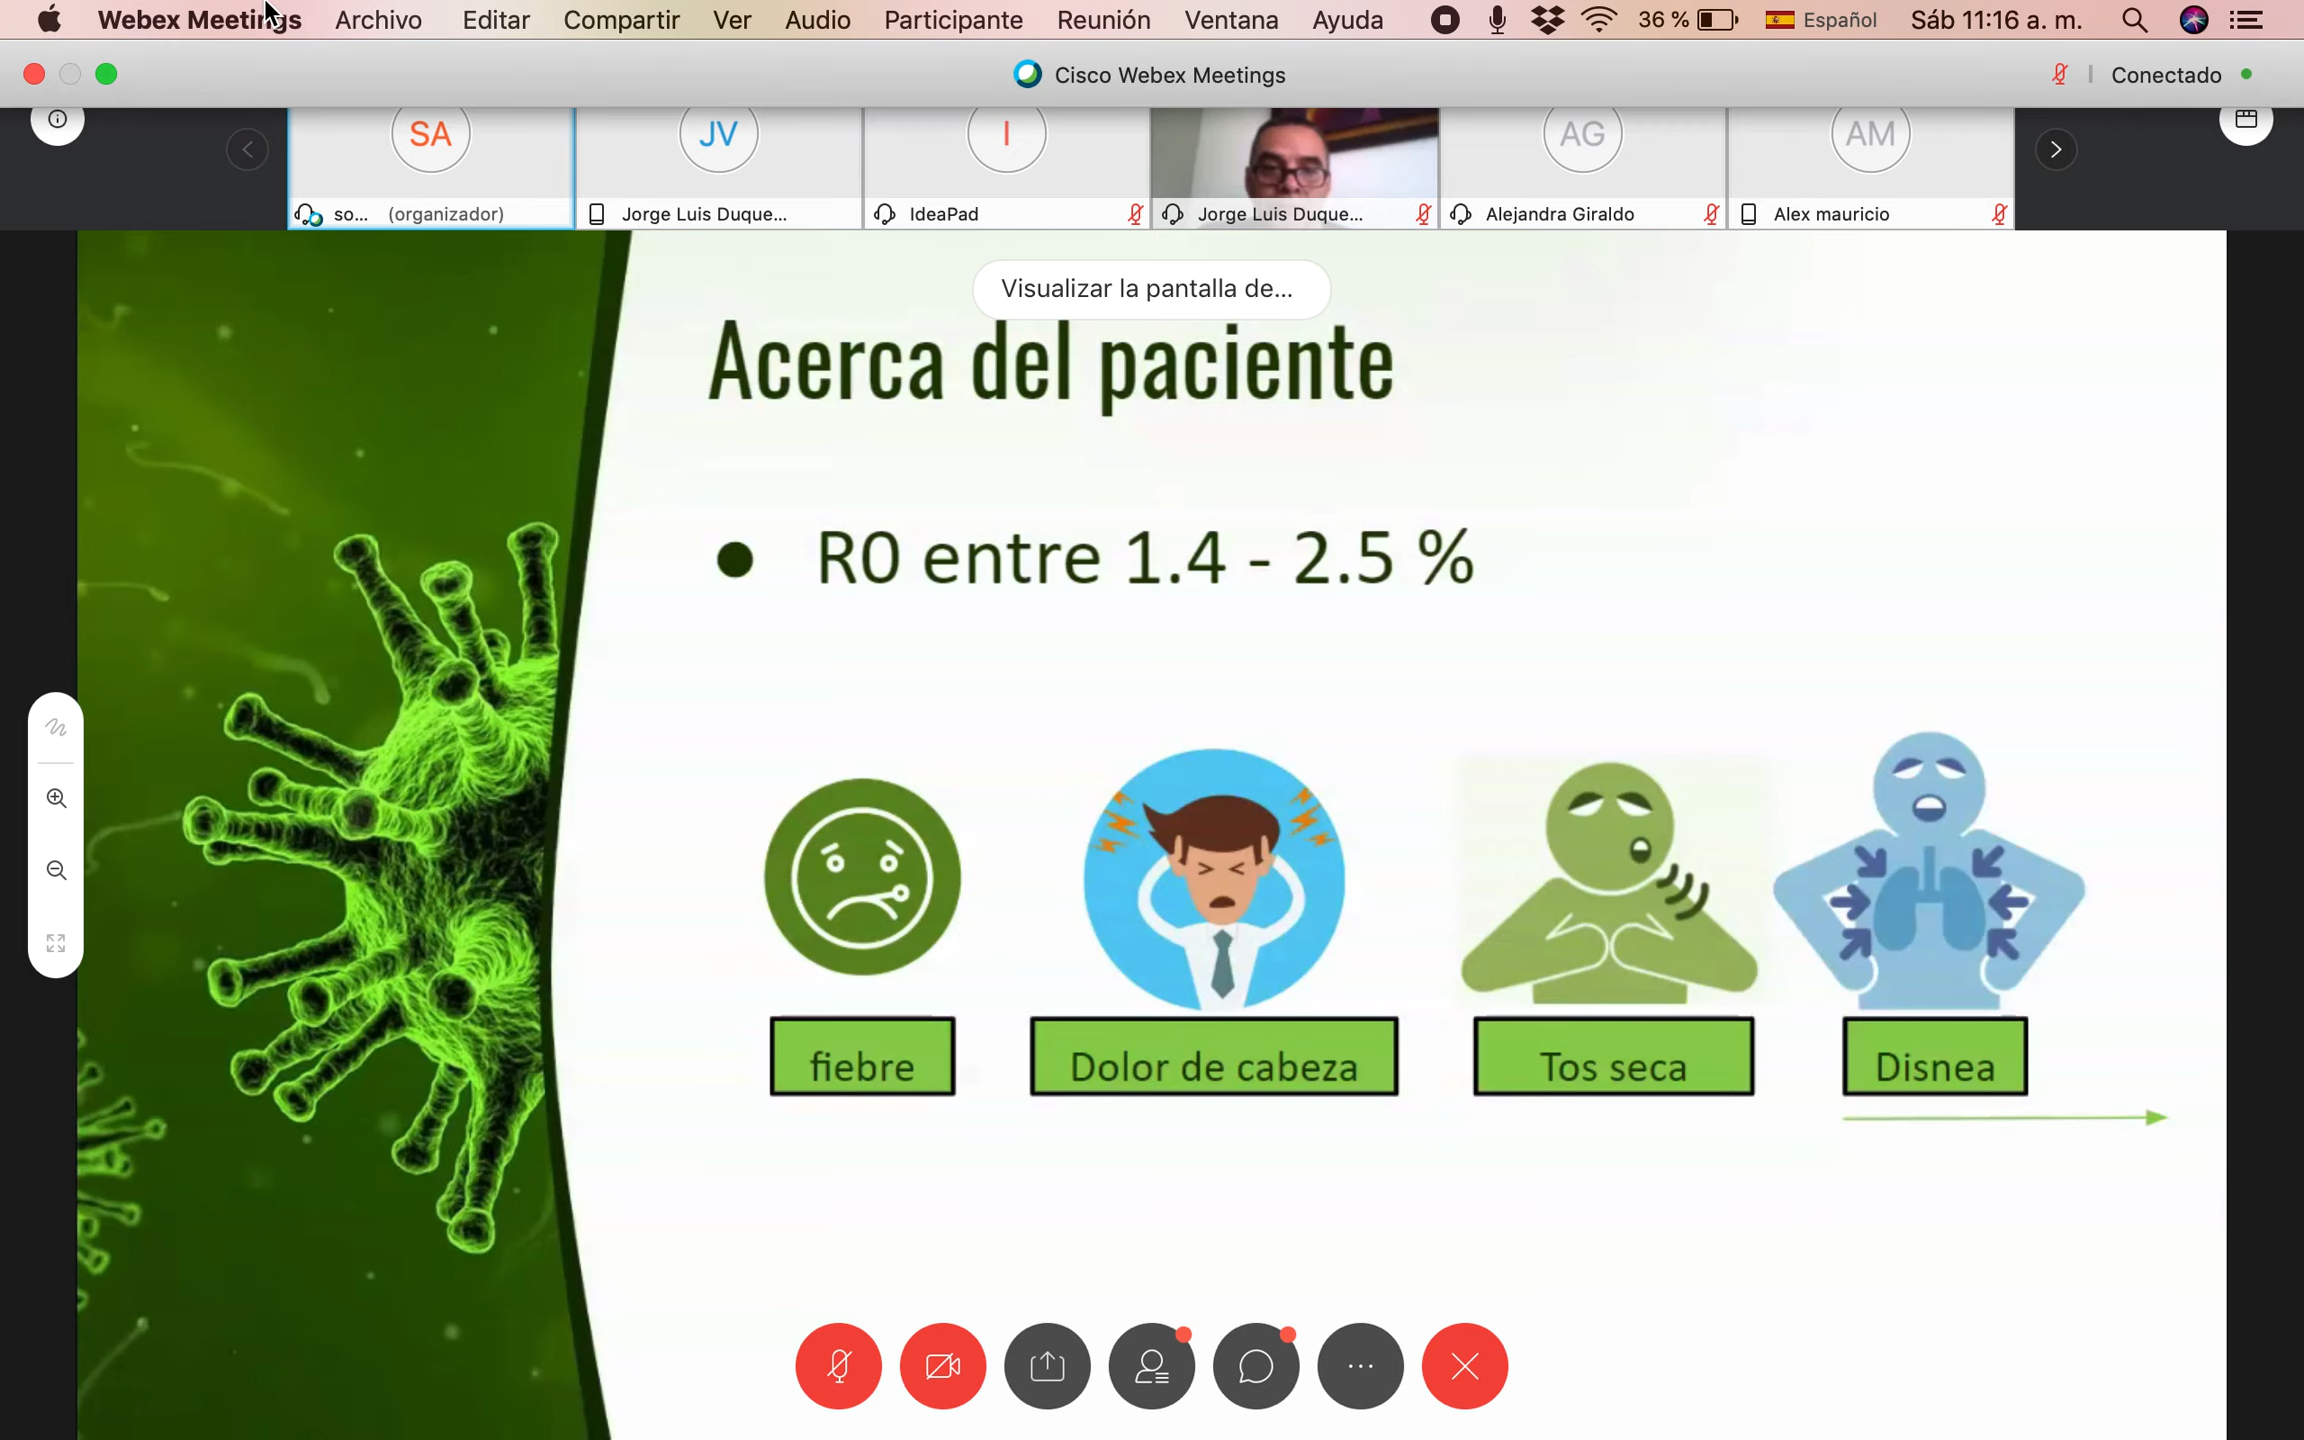 Webex Meetings Archivo Editar Compartir Ver Audio Participante Reunión Ventana Ayuda 36 % Español Sáb 11:16 a. m.
Cisco Webex Meetings Conectado
SA JV I AG AM
so... (organizador) Jorge Luis Duque... IdeaPad Jorge Luis Duque... Alejandra Giraldo Alex mauricio
Visualizar la pantalla de...
Acerca del paciente
● R0 entre 1.4 - 2.5 %
fiebre Dolor de cabeza Tos seca Disnea